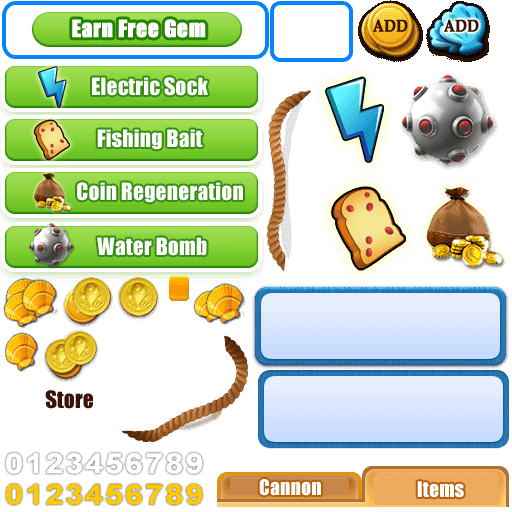 Earn Free Gem
ADD
ADD
Electric Sock
Fishing Bait
Coin Regeneration
Water Bomb
Store
0123456789
0123456789
Cannon
Items